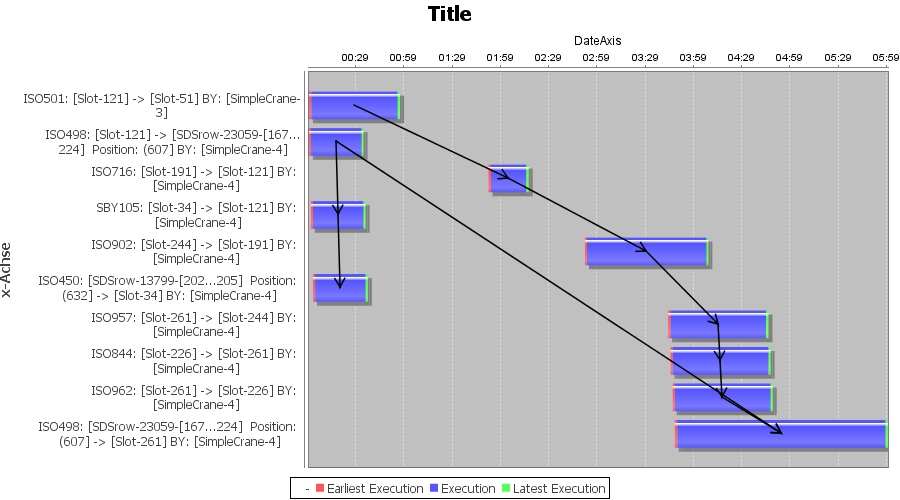 Title
DateAxis
00:29 00:59 01:29 01:59 02:29 02:59 03:29 03:59 04:29 04:59 05:29 05:59
x-Achse
ISO501: [Slot-121] -> [Slot-51] BY: [SimpleCrane-
3]
ISO498: [Slot-121] -> [SDSrow-23059-[167...
224] Position: (607) BY: [SimpleCrane-4]
ISO716: [Slot-191] -> [Slot-121] BY:
[SimpleCrane-4]
SBY105: [Slot-34] -> [Slot-121] BY:
[SimpleCrane-4]
ISO902: [Slot-244] -> [Slot-191] BY:
[SimpleCrane-4]
ISO450: [SDSrow-13799-[202...205] Position:
(632) -> [Slot-34] BY: [SimpleCrane-4]
ISO957: [Slot-261] -> [Slot-244] BY:
[SimpleCrane-4]
ISO844: [Slot-226] -> [Slot-261] BY:
[SimpleCrane-4]
ISO962: [Slot-261] -> [Slot-226] BY:
[SimpleCrane-4]
ISO498: [SDSrow-23059-[167...224] Position:
(607) -> [Slot-261] BY: [SimpleCrane-4]
- Earliest Execution Execution Latest Execution